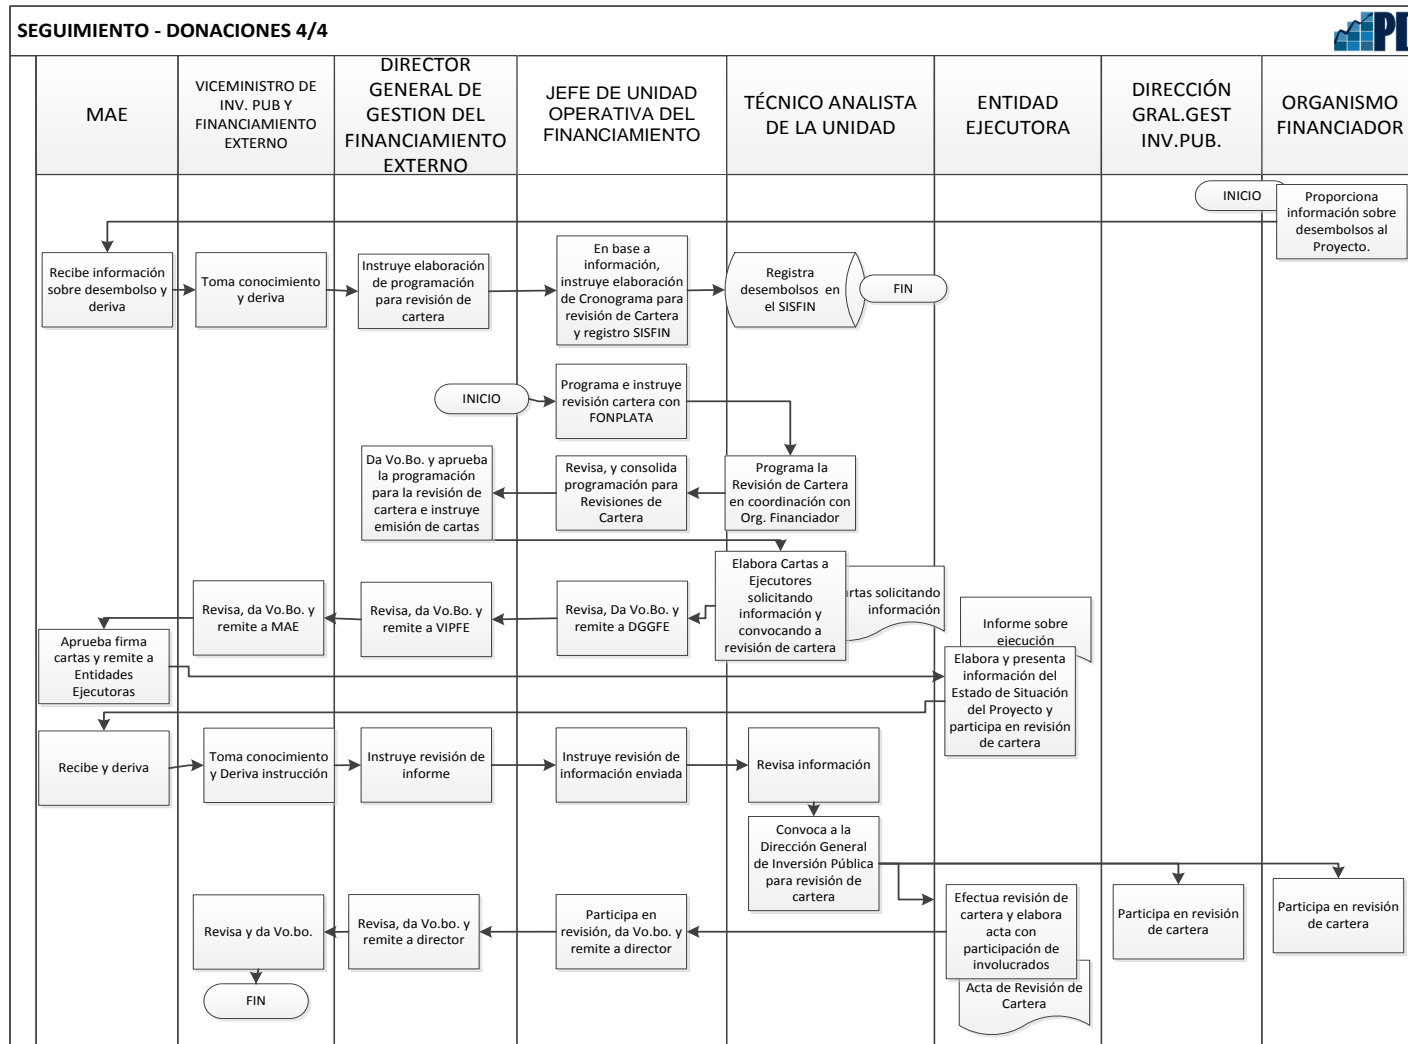 SEGUIMIENTO - DONACIONES 4/4
MAE
VICEMINISTRO DE
INV. PUB Y
FINANCIAMIENTO
EXTERNO
DIRECTOR
GENERAL DE
GESTION DEL
FINANCIAMIENTO
EXTERNO
JEFE DE UNIDAD
OPERATIVA DEL
FINANCIAMIENTO
TÉCNICO ANALISTA
DE LA UNIDAD
ENTIDAD
EJECUTORA
DIRECCIÓN
GRAL.GEST
INV.PUB.
ORGANISMO
FINANCIADOR
INICIO
Proporciona
información sobre
desembolsos al
Proyecto.
Recibe información
sobre desembolso y
deriva
Toma conocimiento
y deriva
Instruye elaboración
de programación
para revisión de
cartera
En base a
información,
instruye elaboración
de Cronograma para
revisión de Cartera
y registro SISFIN
Registra
desembolsos en
el SISFIN
FIN
INICIO
Programa e instruye
revisión cartera con
FONPLATA
Da Vo.Bo. y aprueba
la programación
para la revisión de
cartera e instruye
emisión de cartas
Revisa, y consolida
programación para
Revisiones de
Cartera
Programa la
Revisión de Cartera
en coordinación con
Org. Financiador
Elabora Cartas a
Ejecutores
solicitando
información y
convocando a
revisión de cartera
rtas solicitando
información
Revisa, Da Vo.Bo. y
remite a DGGFE
Revisa, da Vo.Bo. y
remite a VIPFE
Revisa, da Vo.Bo. y
remite a MAE
Aprueba firma
cartas y remite a
Entidades
Ejecutoras
Informe sobre
ejecución
Elabora y presenta
información del
Estado de Situación
del Proyecto y
participa en revisión
de cartera
Recibe y deriva
Toma conocimiento
y Deriva instrucción
Instruye revisión de
informe
Instruye revisión de
información enviada
Revisa información
Convoca a la
Dirección General
de Inversión Pública
para revisión de
cartera
Revisa y da Vo.bo.
Revisa, da Vo.bo. y
remite a director
Participa en
revisión, da Vo.bo. y
remite a director
Efectua revisión de
cartera y elabora
acta con
participación de
involucrados
Participa en revisión
de cartera
Participa en revisión
de cartera
FIN
Acta de Revisión de
Cartera